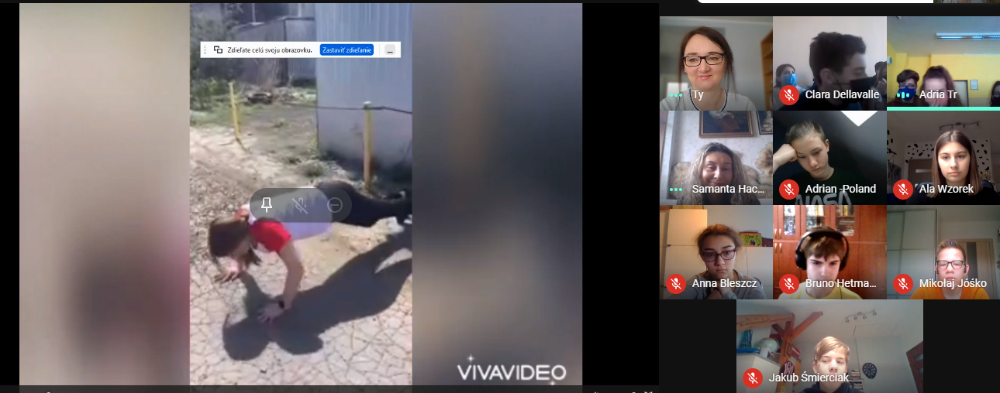 Zdieľate celú svoju obrazovku. Zastaviť zdieľanie
VIVAVIDEO
Ty
Clara Dellavalle
Adria Tr
Samanta Hac...
Adrian -Poland
Ala Wzorek
NASA
Anna Bleszcz
Bruno Hetma...
Mikołaj Jóśko
Jakub Śmierciak